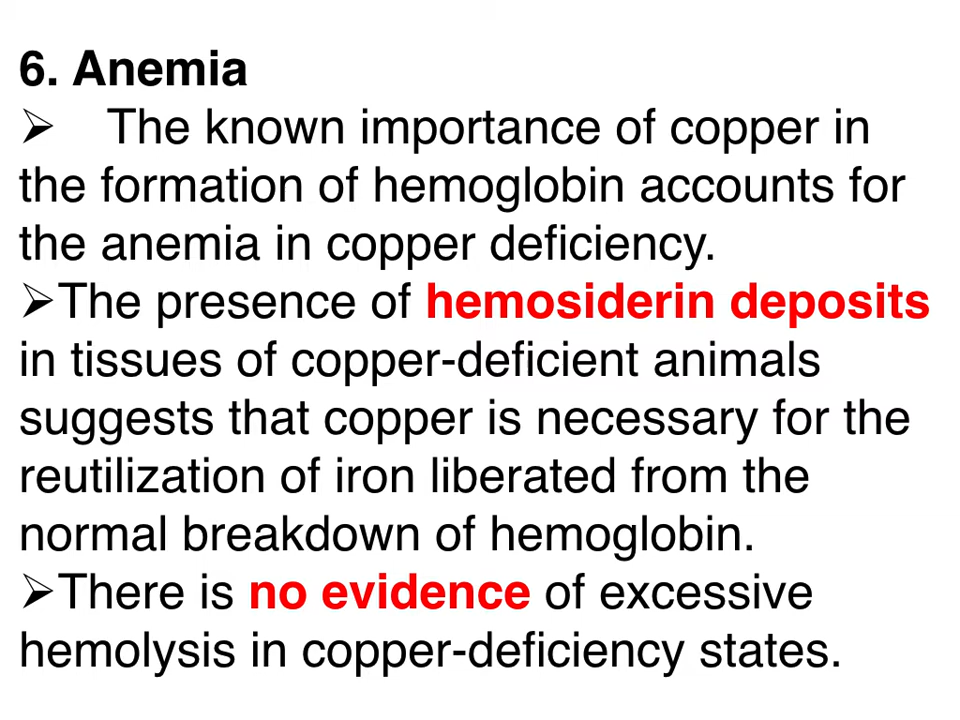 6. Anemia
➢ The known importance of copper in
the formation of hemoglobin accounts for
the anemia in copper deficiency.
➢The presence of hemosiderin deposits
in tissues of copper-deficient animals
suggests that copper is necessary for the
reutilization of iron liberated from the
normal breakdown of hemoglobin.
➢There is no evidence of excessive
hemolysis in copper-deficiency states.